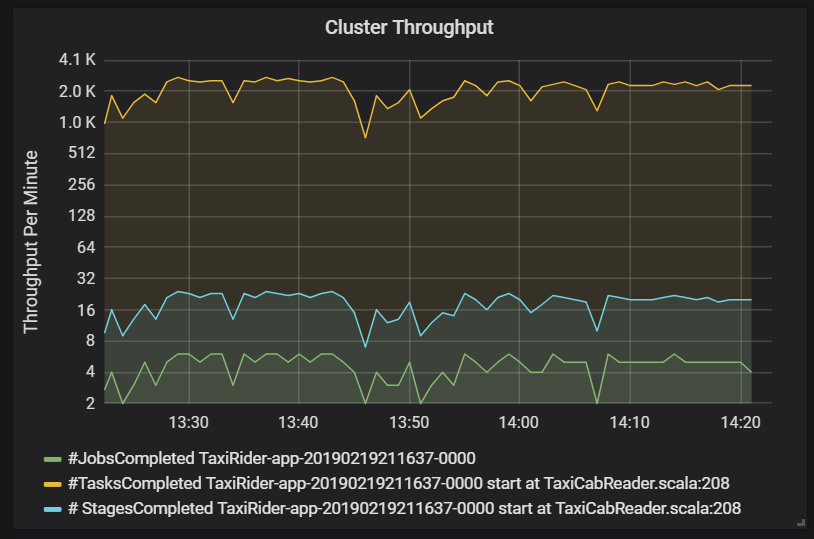 Cluster Throughput
4.1 K
2.0 K
1.0 K
512
256
128
64
32
16
8
4
2
Throughput Per Minute
13:30 13:40 13:50 14:00 14:10 14:20
#JobsCompleted TaxiRider-app-20190219211637-0000
#TasksCompleted TaxiRider-app-20190219211637-0000 start at TaxiCabReader.scala:208
# StagesCompleted TaxiRider-app-20190219211637-0000 start at TaxiCabReader.scala:208